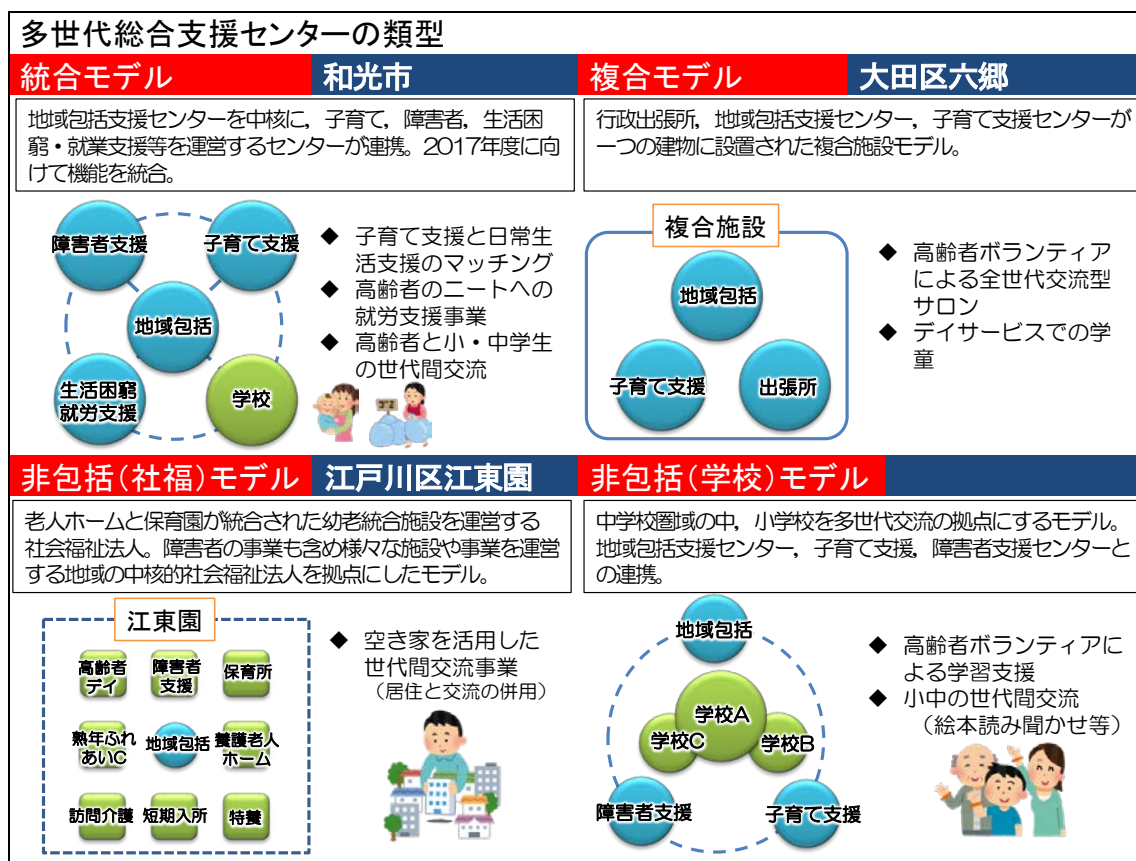 多世代総合支援センターの類型
統合モデル 和光市
地域包括支援センターを中核に，子育て，障害者，生活困
窮・就業支援等を運営するセンターが連携。2017年度に向
けて機能を統合。
障害者支援
子育て支援
地域包括
生活困窮
就労支援
学校
◆ 子育て支援と日常生
活支援のマッチング
◆ 高齢者のニートへの
就労支援事業
◆ 高齢者と小・中学生
の世代間交流
複合モデル 大田区六郷
行政出張所，地域包括支援センター，子育て支援センターが
一つの建物に設置された複合施設モデル。
複合施設
地域包括
子育て支援
出張所
◆ 高齢者ボランティア
による全世代交流型
サロン
◆ デイサービスでの学
童
非包括(社福)モデル 江戸川区江東園
老人ホームと保育園が統合された幼老統合施設を運営する
社会福祉法人。障害者の事業も含め様々な施設や事業を運営
する地域の中核的社会福祉法人を拠点にしたモデル。
江東園
高齢者
デイ
障害者
支援
保育所
熟年ふれ
あいC
地域包括
養護老人
ホーム
訪問介護
短期入所
特養
◆ 空き家を活用した
世代間交流事業
（居住と交流の併用）
非包括(学校)モデル
中学校圏域の中，小学校を多世代交流の拠点にするモデル。
地域包括支援センター，子育て支援，障害者支援センターと
の連携。
地域包括
学校A
学校C
学校B
障害者支援
子育て支援
◆ 高齢者ボランティアに
よる学習支援
◆ 小中の世代間交流
（絵本読み聞かせ等）